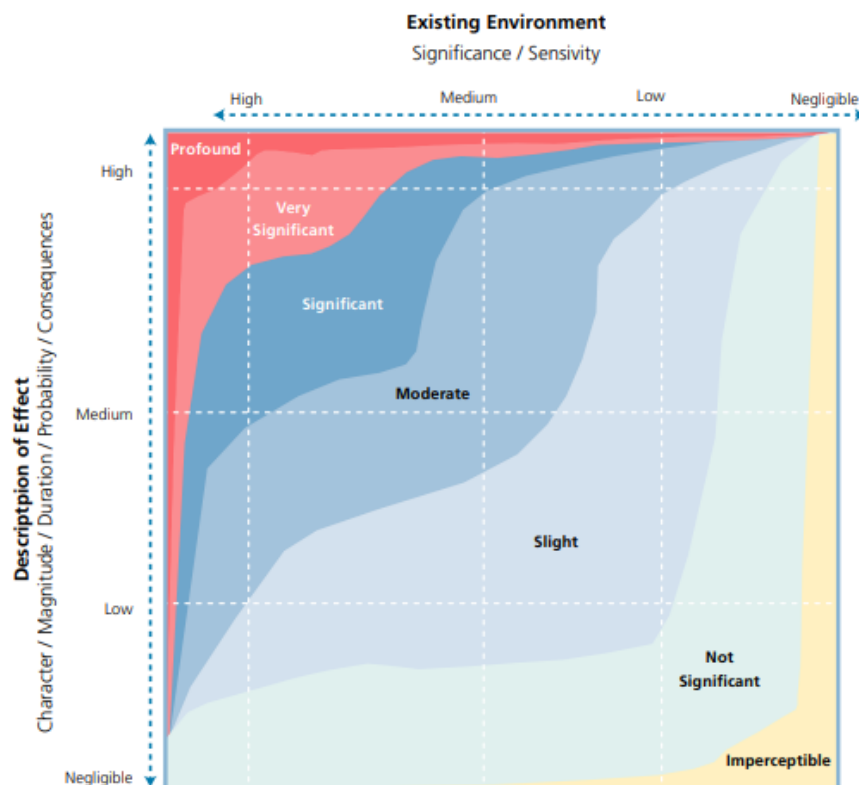 Existing Environment
Significance / Sensivity
High
Medium
Low
Negligible
Profound
High
Very
Significant
Significant
Moderate
Medium
Slight
Low
Not
Significant
Imperceptible
Negligible
Descriptpion of Effect
Character / Magnitude / Duration / Probability / Consequences